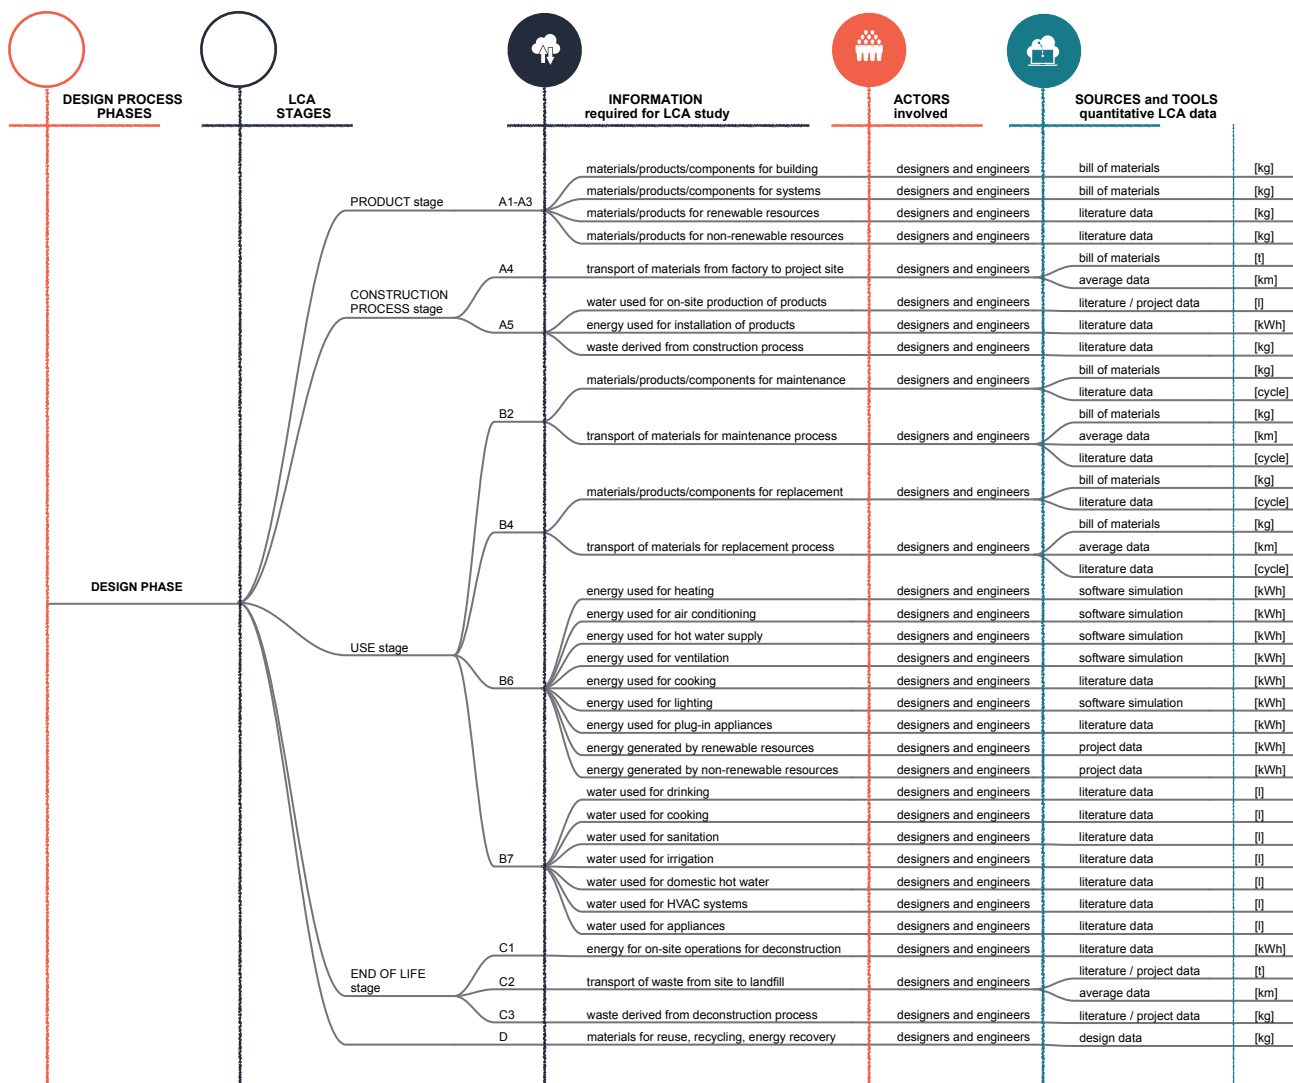 DESIGN PROCESS
PHASES
LCA
STAGES
INFORMATION
required for LCA study
ACTORS
involved
SOURCES and TOOLS
quantitative LCA data
materials/products/components for building designers and engineers bill of materials [kg]
materials/products/components for systems designers and engineers bill of materials [kg]
PRODUCT stage A1-A3
materials/products for renewable resources designers and engineers literature data [kg]
materials/products for non-renewable resources designers and engineers literature data [kg]
bill of materials [t]
A4 transport of materials from factory to project site designers and engineers
average data [km]
CONSTRUCTION
PROCESS stage
water used for on-site production of products designers and engineers literature / project data [l]
A5 energy used for installation of products designers and engineers literature data [kWh]
waste derived from construction process designers and engineers literature data [kg]
bill of materials [kg]
materials/products/components for maintenance designers and engineers
literature data [cycle]
B2
bill of materials [kg]
transport of materials for maintenance process designers and engineers average data [km]
literature data [cycle]
bill of materials [kg]
materials/products/components for replacement designers and engineers
literature data [cycle]
B4
bill of materials [kg]
transport of materials for replacement process designers and engineers average data [km]
literature data [cycle]
DESIGN PHASE
energy used for heating designers and engineers software simulation [kWh]
energy used for air conditioning designers and engineers software simulation [kWh]
energy used for hot water supply designers and engineers software simulation [kWh]
USE stage
energy used for ventilation designers and engineers software simulation [kWh]
B6 energy used for cooking designers and engineers literature data [kWh]
energy used for lighting designers and engineers software simulation [kWh]
energy used for plug-in appliances designers and engineers literature data [kWh]
energy generated by renewable resources designers and engineers project data [kWh]
energy generated by non-renewable resources designers and engineers project data [kWh]
water used for drinking designers and engineers literature data [l]
water used for cooking designers and engineers literature data [l]
water used for sanitation designers and engineers literature data [l]
B7 water used for irrigation designers and engineers literature data [l]
water used for domestic hot water designers and engineers literature data [l]
water used for HVAC systems designers and engineers literature data [l]
water used for appliances designers and engineers literature data [l]
C1 energy for on-site operations for deconstruction designers and engineers literature data [kWh]
END OF LIFE
stage
literature / project data [t]
C2 transport of waste from site to landfill designers and engineers
average data [km]
C3 waste derived from deconstruction process designers and engineers literature / project data [kg]
D materials for reuse, recycling, energy recovery designers and engineers design data [kg]